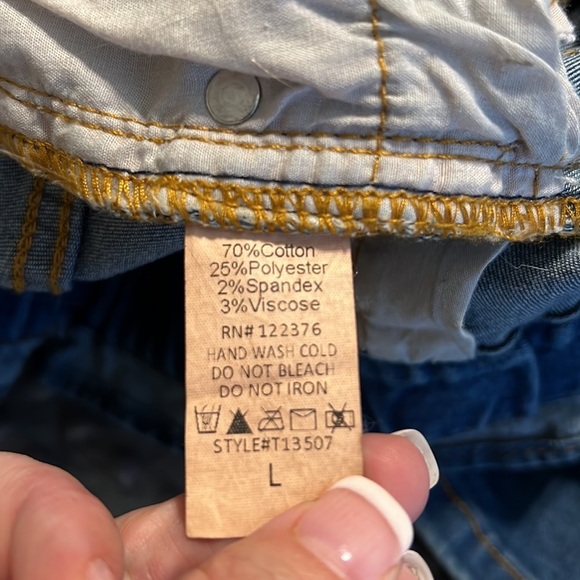 70%Cotton
25%Polyester
2%Spandex
3%Viscose
RN#122376
HAND WASH COLD
DO NOT BLEACH
DO NOT IRON
STYLE#T13507
L